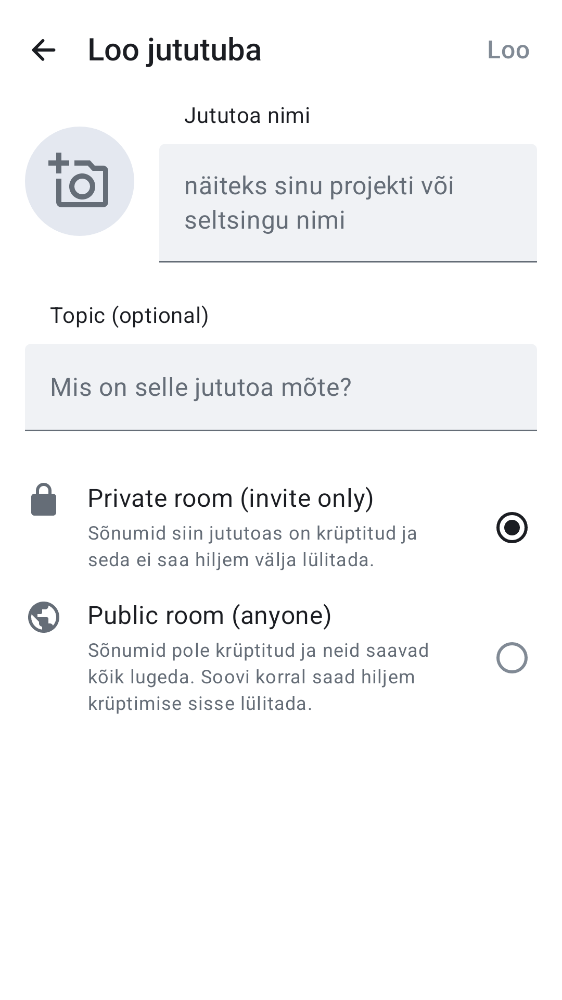 Loo jututuba
Loo
Jututoa nimi
näiteks sinu projekti või
seltsingu nimi
Topic (optional)
Mis on selle jututoa mõte?
Private room (invite only)
Sõnumid siin jututoas on krüptitud ja
seda ei saa hiljem välja lülitada.
Public room (anyone)
Sõnumid pole krüptitud ja neid saavad
kõik lugeda. Soovi korral saad hiljem
krüptimise sisse lülitada.